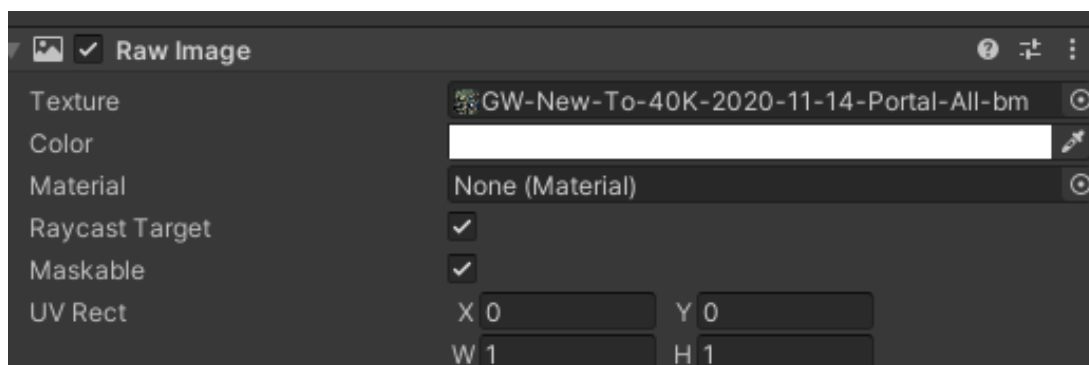 Raw Image
Texture GW-New-To-40K-2020-11-14-Portal-All-bm
Color
Material None (Material)
Raycast Target
Maskable
UV Rect X 0 Y 0
W 1 H 1